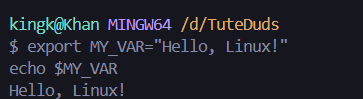 kingk@Khan MINGW64 /d/TuteDuds
$ export MY_VAR="Hello, Linux!"
echo $MY_VAR
Hello, Linux!